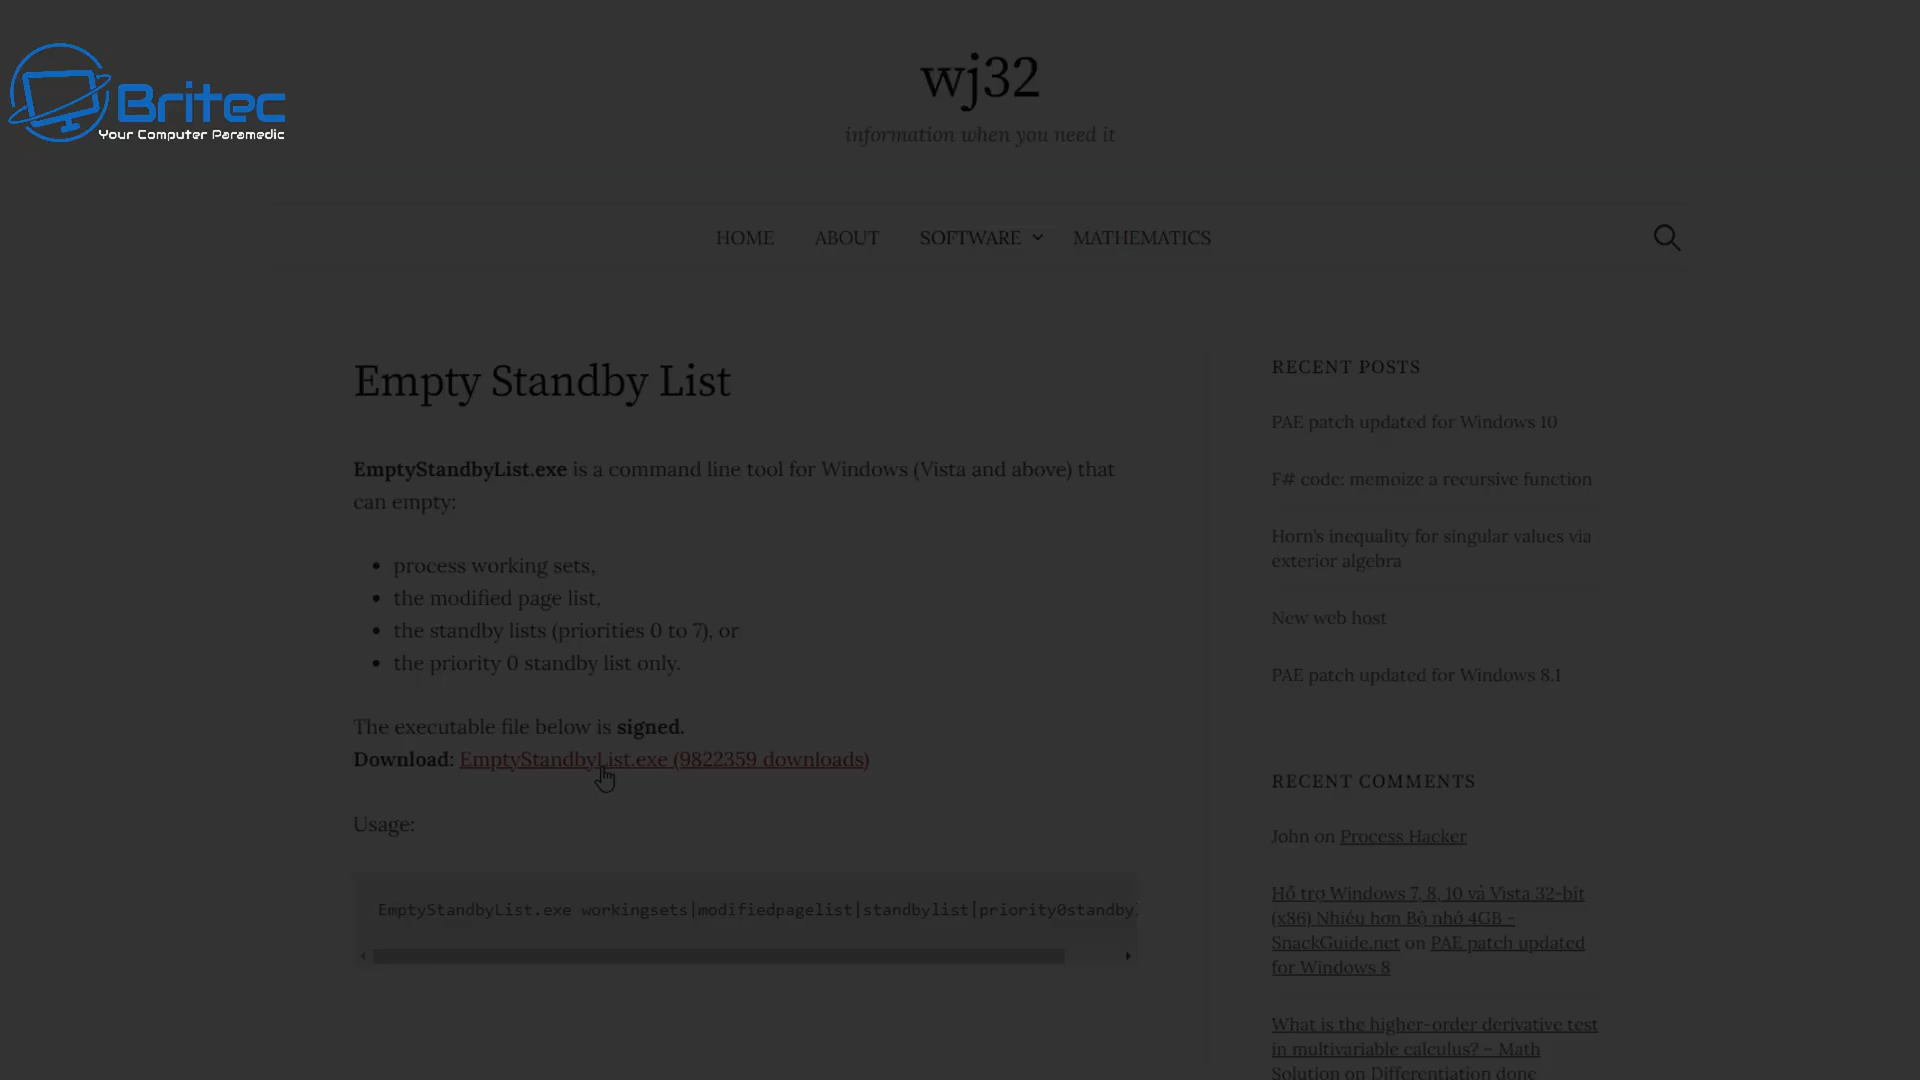 Britec
Your Computer Paramedic
wj32
information when you need it
HOME
ABOUT
SOFTWARE
MATHEMATICS
Empty Standby List
EmptyStandbyList.exe is a command line tool for Windows (Vista and above) that
can empty:
• process working sets,
• the modified page list,
• the standby lists (priorities 0 to 7), or
• the priority 0 standby list only.
The executable file below is signed.
Download: EmptyStandbyList.exe (9822359 downloads)
Usage:
EmptyStandbyList.exe workingsets|modifiedpagelist|standbylist|priority0standby
RECENT POSTS
PAE patch updated for Windows 10
F# code: memoize a recursive function
Horn's inequality for singular values via
exterior algebra
New web host
PAE patch updated for Windows 8.1
RECENT COMMENTS
John on Process Hacker
Hỗ trợ Windows 7, 8, 10 và Vista 32-bit
(x86) Nhiều hơn Bộ nhớ 4GB -
SnackGuide.net on PAE patch updated
for Windows 8
What is the higher-order derivative test
in multivariable calculus? – Math
Solution on Differentiation done